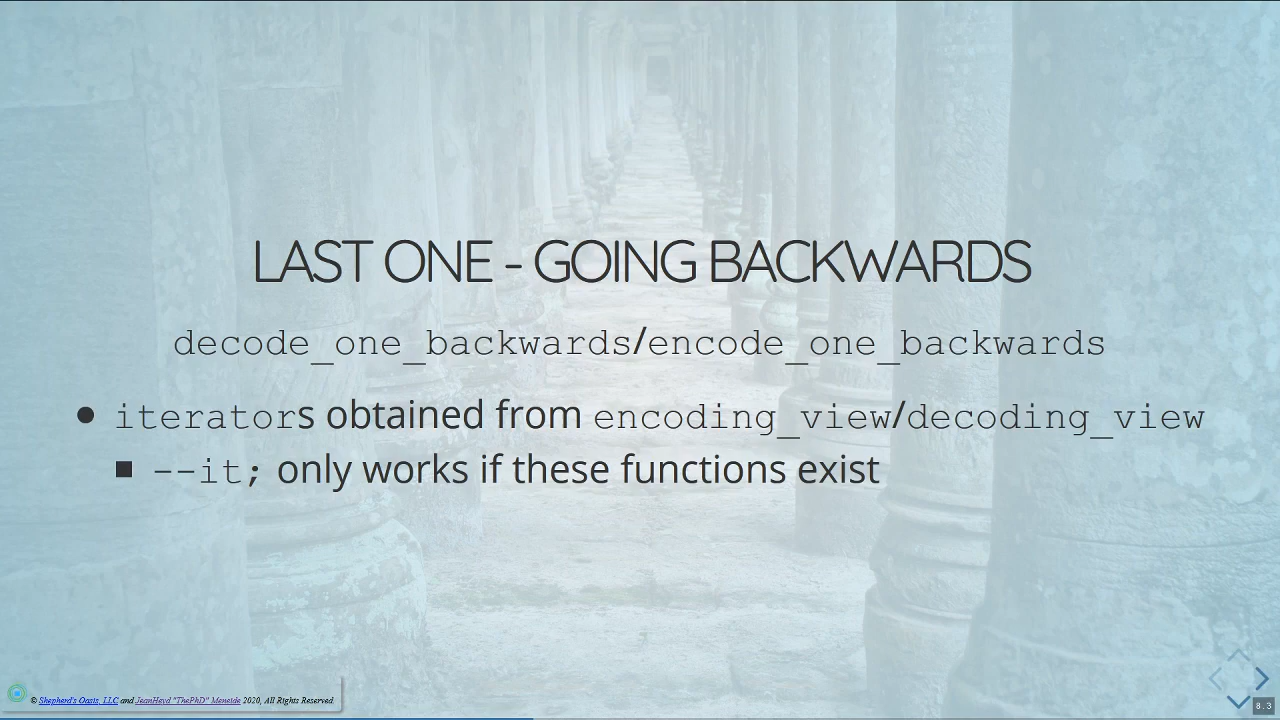 LAST ONE - GOING BACKWARDS
decode_one_backwards/encode_one_backwards
iterators obtained from encoding_view/decoding_view
--it; only works if these functions exist
© Shepherd's Oasis, LLC and JeanHeyd "ThePhD" Meneide 2020, All Rights Reserved.
8.3